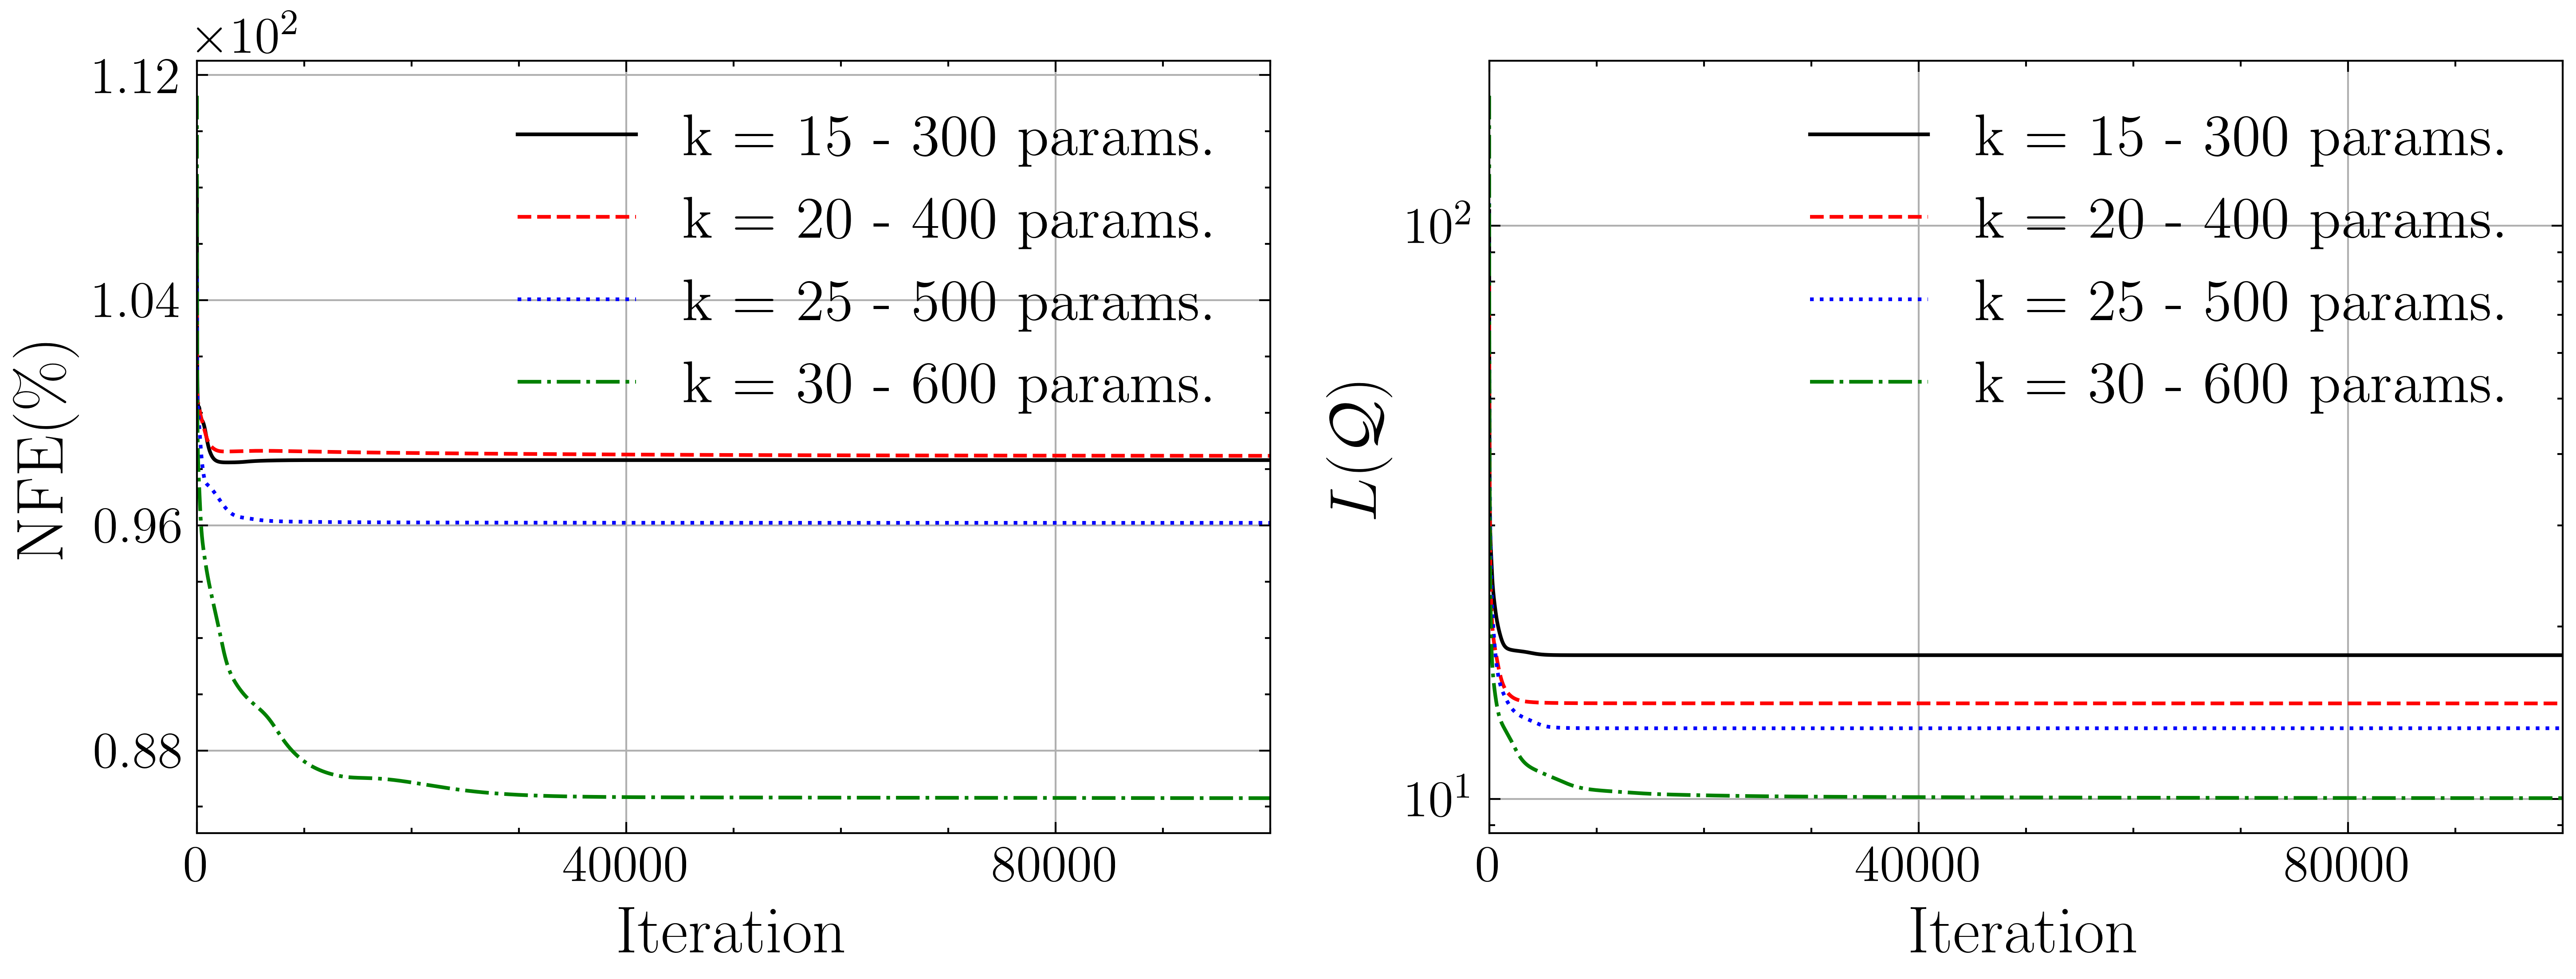 ×10²
1.12
1.04
0.96
0.88
NFE(%)
k = 15 - 300 params.
k = 20 - 400 params.
k = 25 - 500 params.
k = 30 - 600 params.
0 40000 80000
Iteration
10²
10¹
L(𝓠)
k = 15 - 300 params.
k = 20 - 400 params.
k = 25 - 500 params.
k = 30 - 600 params.
0 40000 80000
Iteration